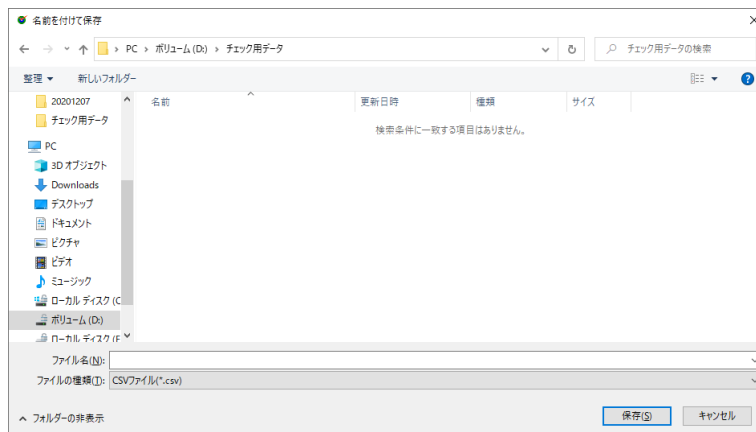 名前を付けて保存
PC › ボリューム (D:) › チェック用データ
チェック用データの検索
整理 新しいフォルダー
名前 更新日時 種類 サイズ
検索条件に一致する項目はありません。
20201207
チェック用データ
PC
3D オブジェクト
Downloads
デスクトップ
ドキュメント
ピクチャ
ビデオ
ミュージック
ローカル ディスク (C
ボリューム (D:)
ローカル ディスク (F
ファイル名(N):
ファイルの種類(T): CSVファイル(*.csv)
フォルダーの非表示
保存(S) キャンセル